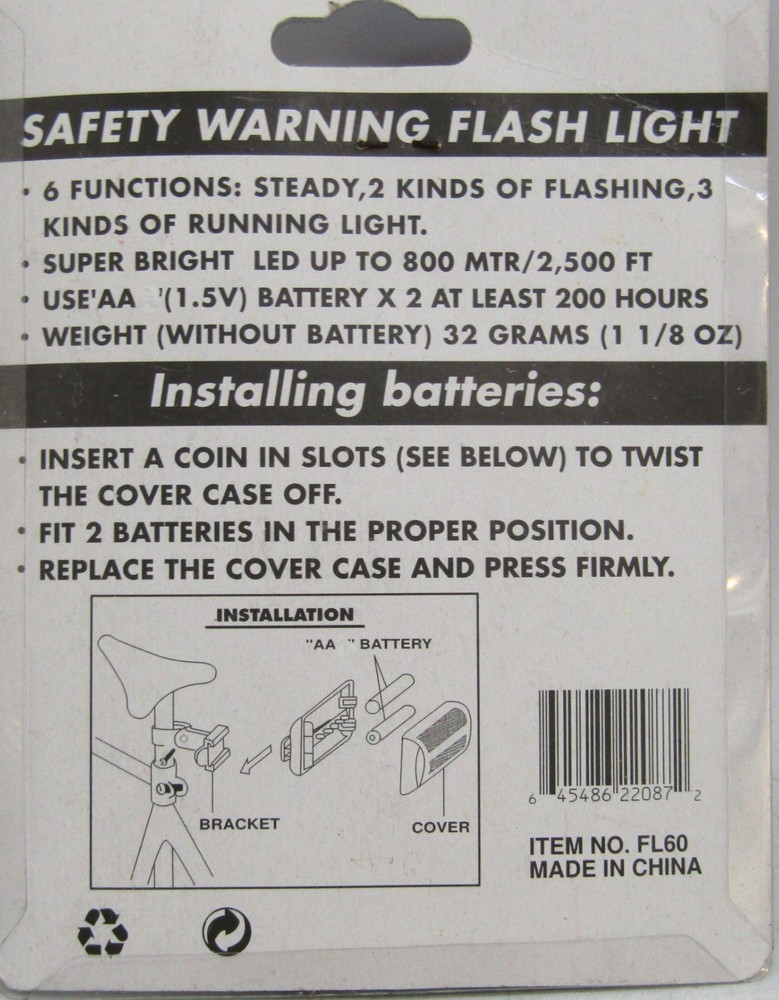 SAFETY WARNING FLASH LIGHT
• 6 FUNCTIONS: STEADY,2 KINDS OF FLASHING,3
KINDS OF RUNNING LIGHT.
• SUPER BRIGHT LED UP TO 800 MTR/2,500 FT
• USE'AA '(1.5V) BATTERY X 2 AT LEAST 200 HOURS
• WEIGHT (WITHOUT BATTERY) 32 GRAMS (1 1/8 OZ)
Installing batteries:
• INSERT A COIN IN SLOTS (SEE BELOW) TO TWIST
THE COVER CASE OFF.
• FIT 2 BATTERIES IN THE PROPER POSITION.
• REPLACE THE COVER CASE AND PRESS FIRMLY.
INSTALLATION
"AA " BATTERY
BRACKET
COVER
6 45486 22087 2
ITEM NO. FL60
MADE IN CHINA